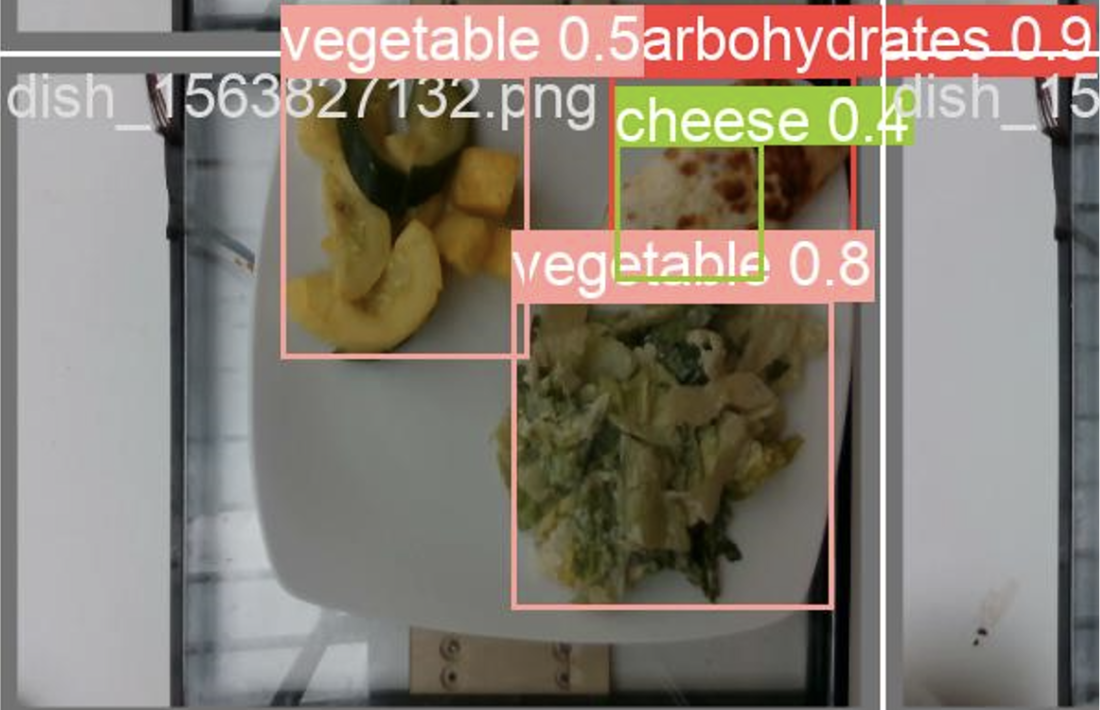 vegetable 0.5
arbohydrates 0.9
dish_1563827132.png
dish_15
cheese 0.4
vegetable 0.8